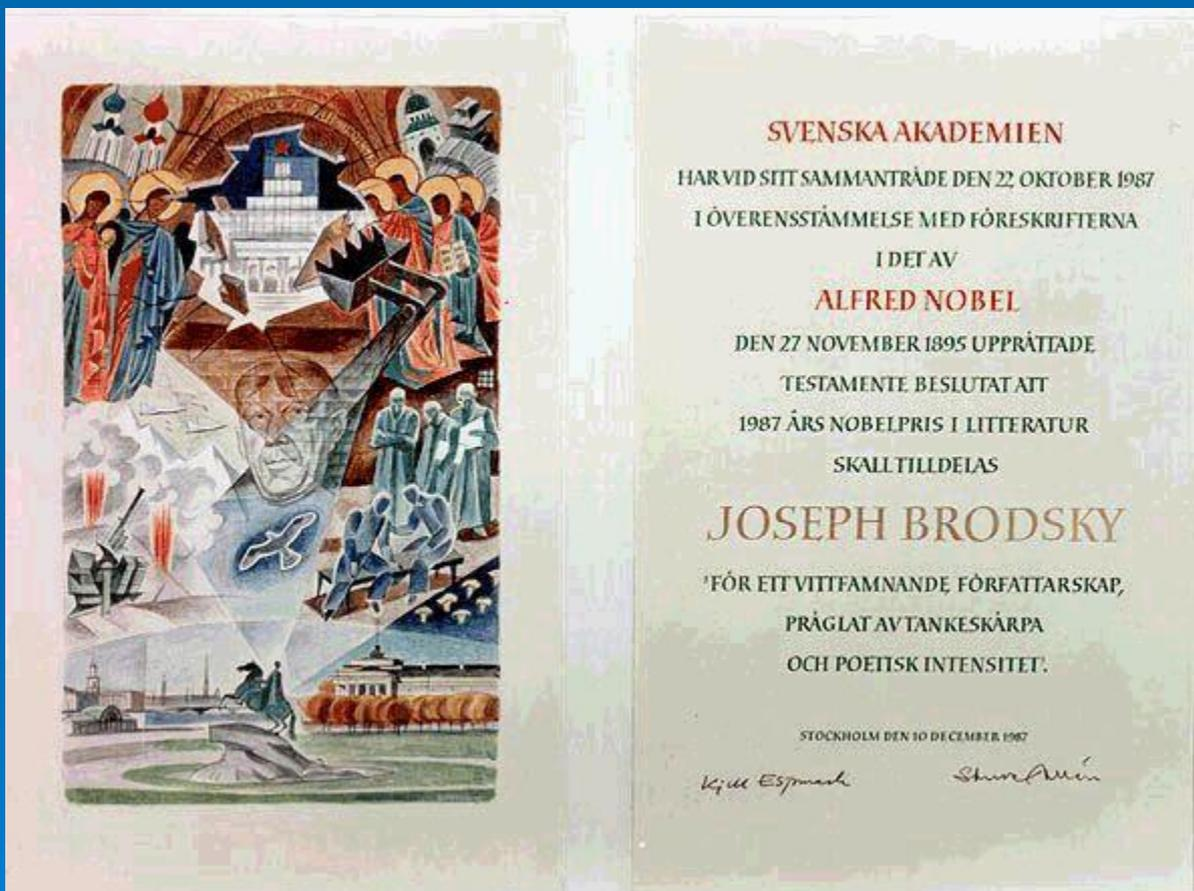 SVENSKA AKADEMIEN
HAR VID SITT SAMMANTRÄDE DEN 22 OKTOBER 1987
I ÖVERENSSTÄMMELSE MED FÖRESKRIFTERNA
I DET AV
ALFRED NOBEL
DEN 27 NOVEMBER 1895 UPPRÄTTADE
TESTAMENTE BESLUTAT ATT
1987 ÅRS NOBELPRIS I LITTERATUR
SKALL TILLDELAS
JOSEPH BRODSKY
"FÖR ETT VITTFAMNANDE FÖRFATTARSKAP,
PRÄGLAT AV TANKESKÄRPA
OCH POETISK INTENSITET".
STOCKHOLM DEN 10 DECEMBER 1987
Kjell Espmark Sture Allén